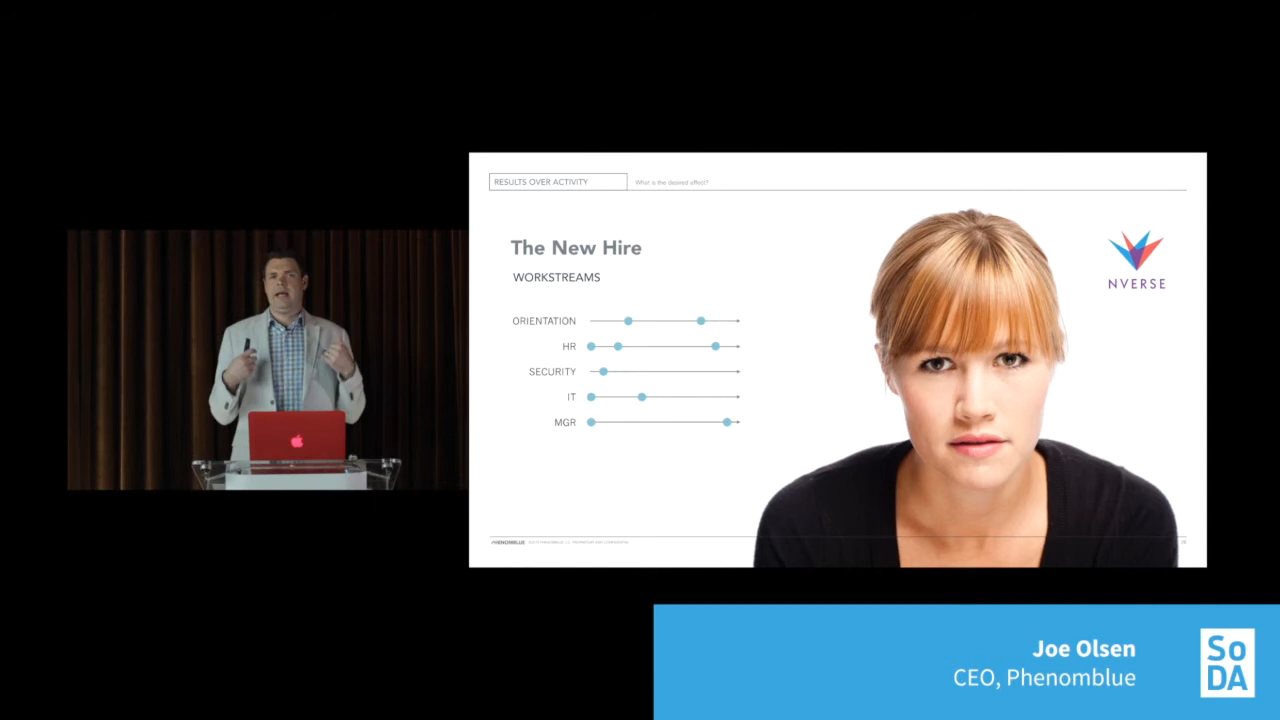 RESULTS OVER ACTIVITY
What is the desired effect?
The New Hire
WORKSTREAMS
NVERSE
ORIENTATION
HR
SECURITY
IT
MGR
PHENOMBLUE
Joe Olsen
CEO, Phenomblue
So
DA